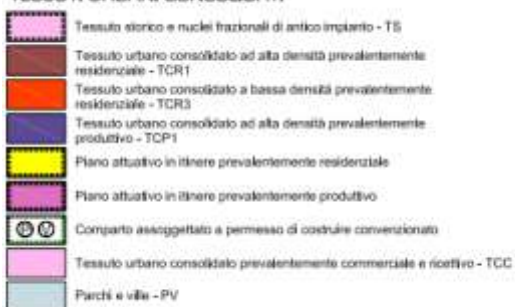 Tessuto storico e nuclei frazionali di antico impianto - TS
Tessuto urbano consolidato ad alta densità prevalentemente
residenziale - TCR1
Tessuto urbano consolidato a bassa densità prevalentemente
residenziale - TCR3
Tessuto urbano consolidato ad alta densità prevalentemente
produttivo - TCP1
Piano attuativo in itinere prevalentemente residenziale
Piano attuativo in itinere prevalentemente produttivo
Comparto assoggettato a permesso di costruire convenzionato
Tessuto urbano consolidato prevalentemente commerciale e ricettivo - TCC
Parchi e ville - PV